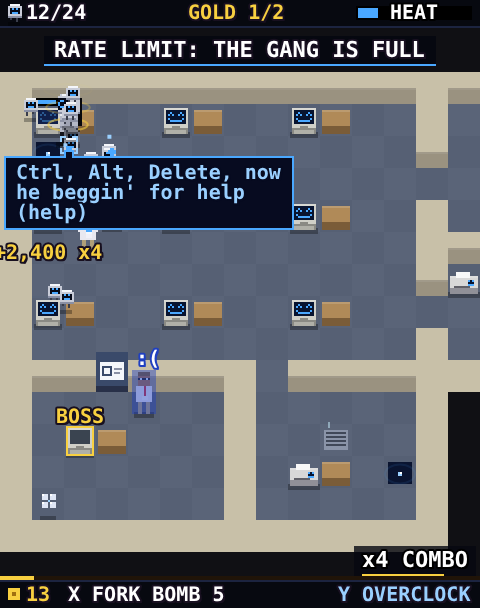 12/24
GOLD 1/2
HEAT
RATE LIMIT: THE GANG IS FULL
Ctrl, Alt, Delete, now
he beggin' for help
(help)
+2,400 x4
:(
BOSS
x4 COMBO
13
X FORK BOMB 5
Y OVERCLOCK